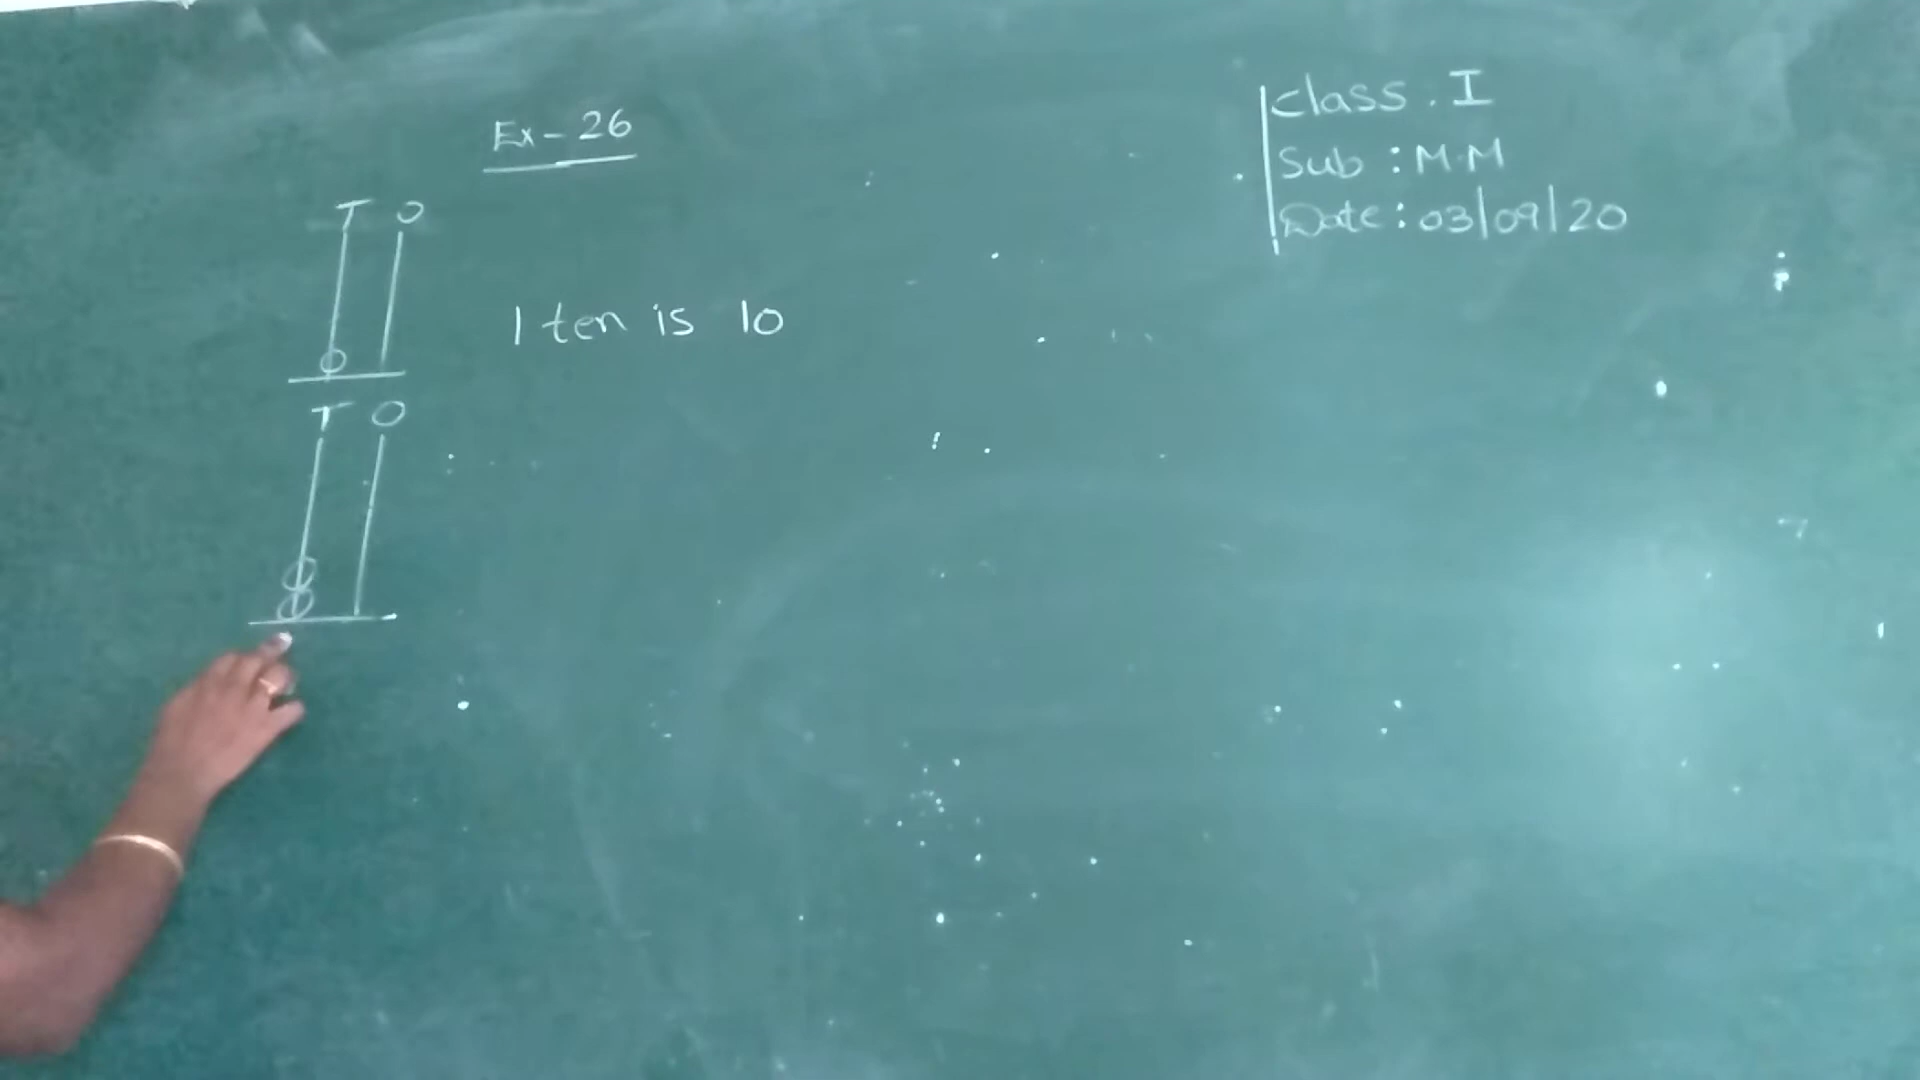 Ex - 26
Class . I
Sub : M.M
Date : 03/09/20
T O
1 ten is 10
T O